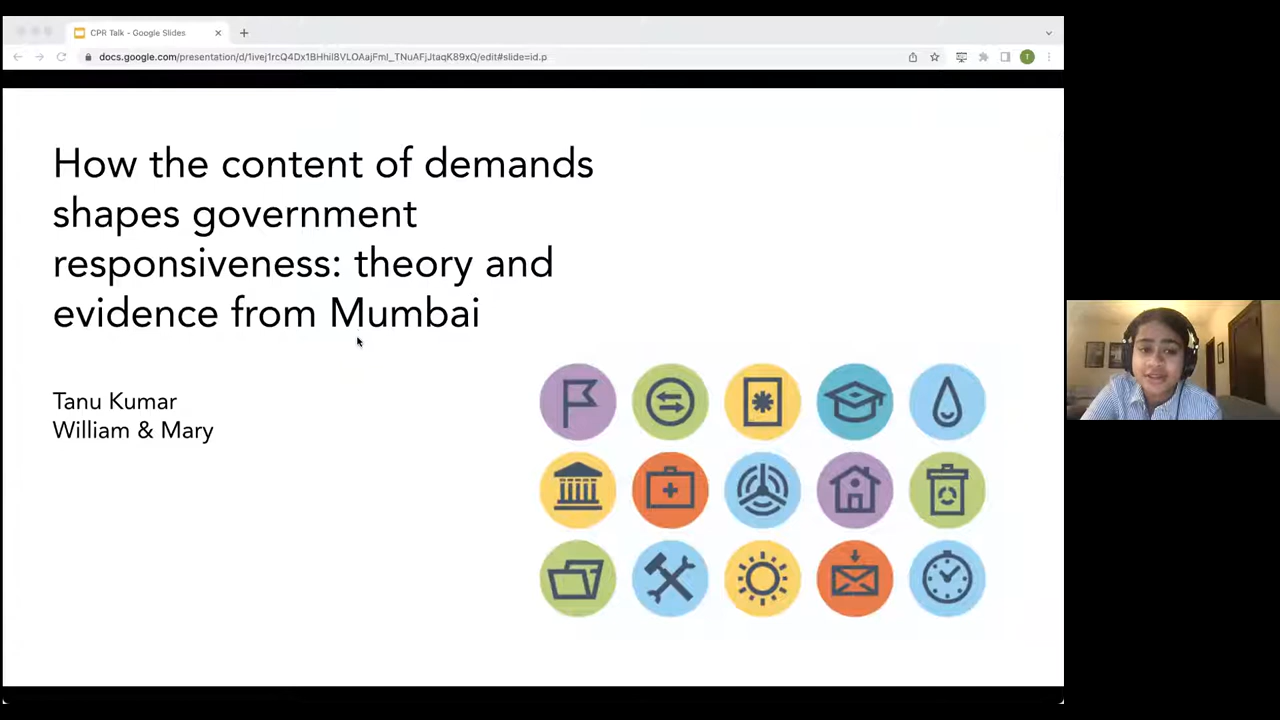 CPR Talk - Google Slides
docs.google.com/presentation/d/1ivej1rcQ4Dx1BHhil8VLOAajFml_TNuAFjJtaqK89xQ/edit#slide=id.p
T
How the content of demands
shapes government
responsiveness: theory and
evidence from Mumbai
Tanu Kumar
William & Mary